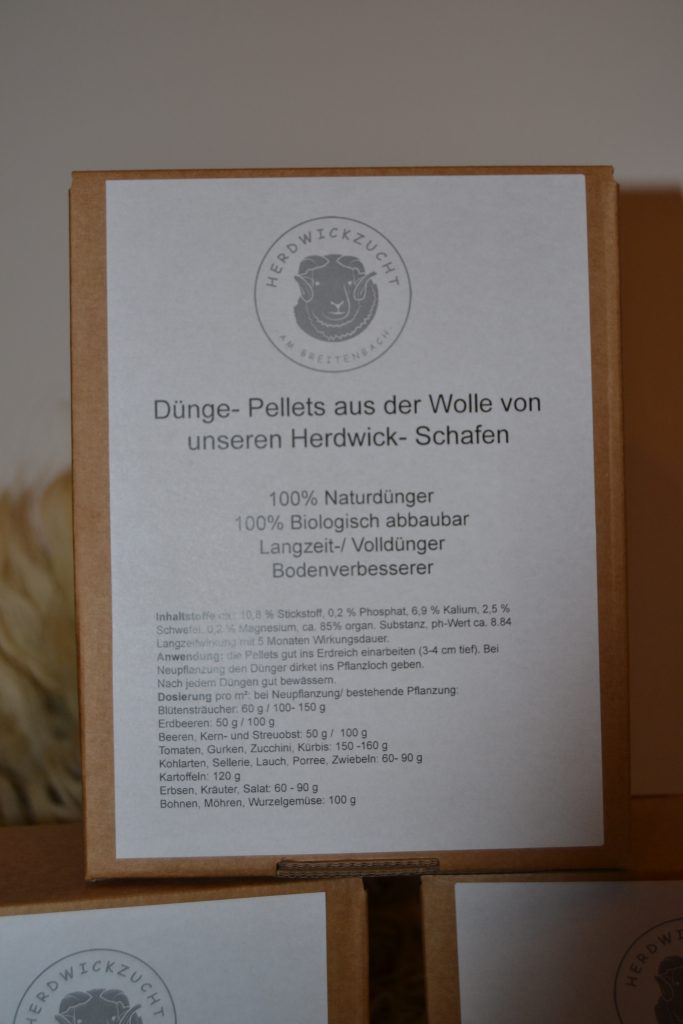 HERDWICKZUCHT
AM BREITENBACH
Dünge- Pellets aus der Wolle von
unseren Herdwick- Schafen
100% Naturdünger
100% Biologisch abbaubar
Langzeit-/ Volldünger
Bodenverbesserer
Inhaltstoffe ca.: 10,8 % Stickstoff, 0,2 % Phosphat, 6,9 % Kalium, 2,5 %
Schwefel, 0,2 % Magnesium, ca. 85% organ. Substanz, ph-Wert ca. 8.84
Langzeitwirkung mit 5 Monaten Wirkungsdauer.
Anwendung: die Pellets gut ins Erdreich einarbeiten (3-4 cm tief). Bei
Neupflanzung den Dünger dirket ins Pflanzloch geben.
Nach jedem Düngen gut bewässern.
Dosierung pro m²: bei Neupflanzung/ bestehende Pflanzung:
Blütensträucher: 60 g / 100- 150 g
Erdbeeren: 50 g / 100 g
Beeren, Kern- und Streuobst: 50 g / 100 g
Tomaten, Gurken, Zucchini, Kürbis: 150 -160 g
Kohlarten, Sellerie, Lauch, Porree, Zwiebeln: 60- 90 g
Kartoffeln: 120 g
Erbsen, Kräuter, Salat: 60 - 90 g
Bohnen, Möhren, Wurzelgemüse: 100 g
HERDWICKZUCHT
HERDWI